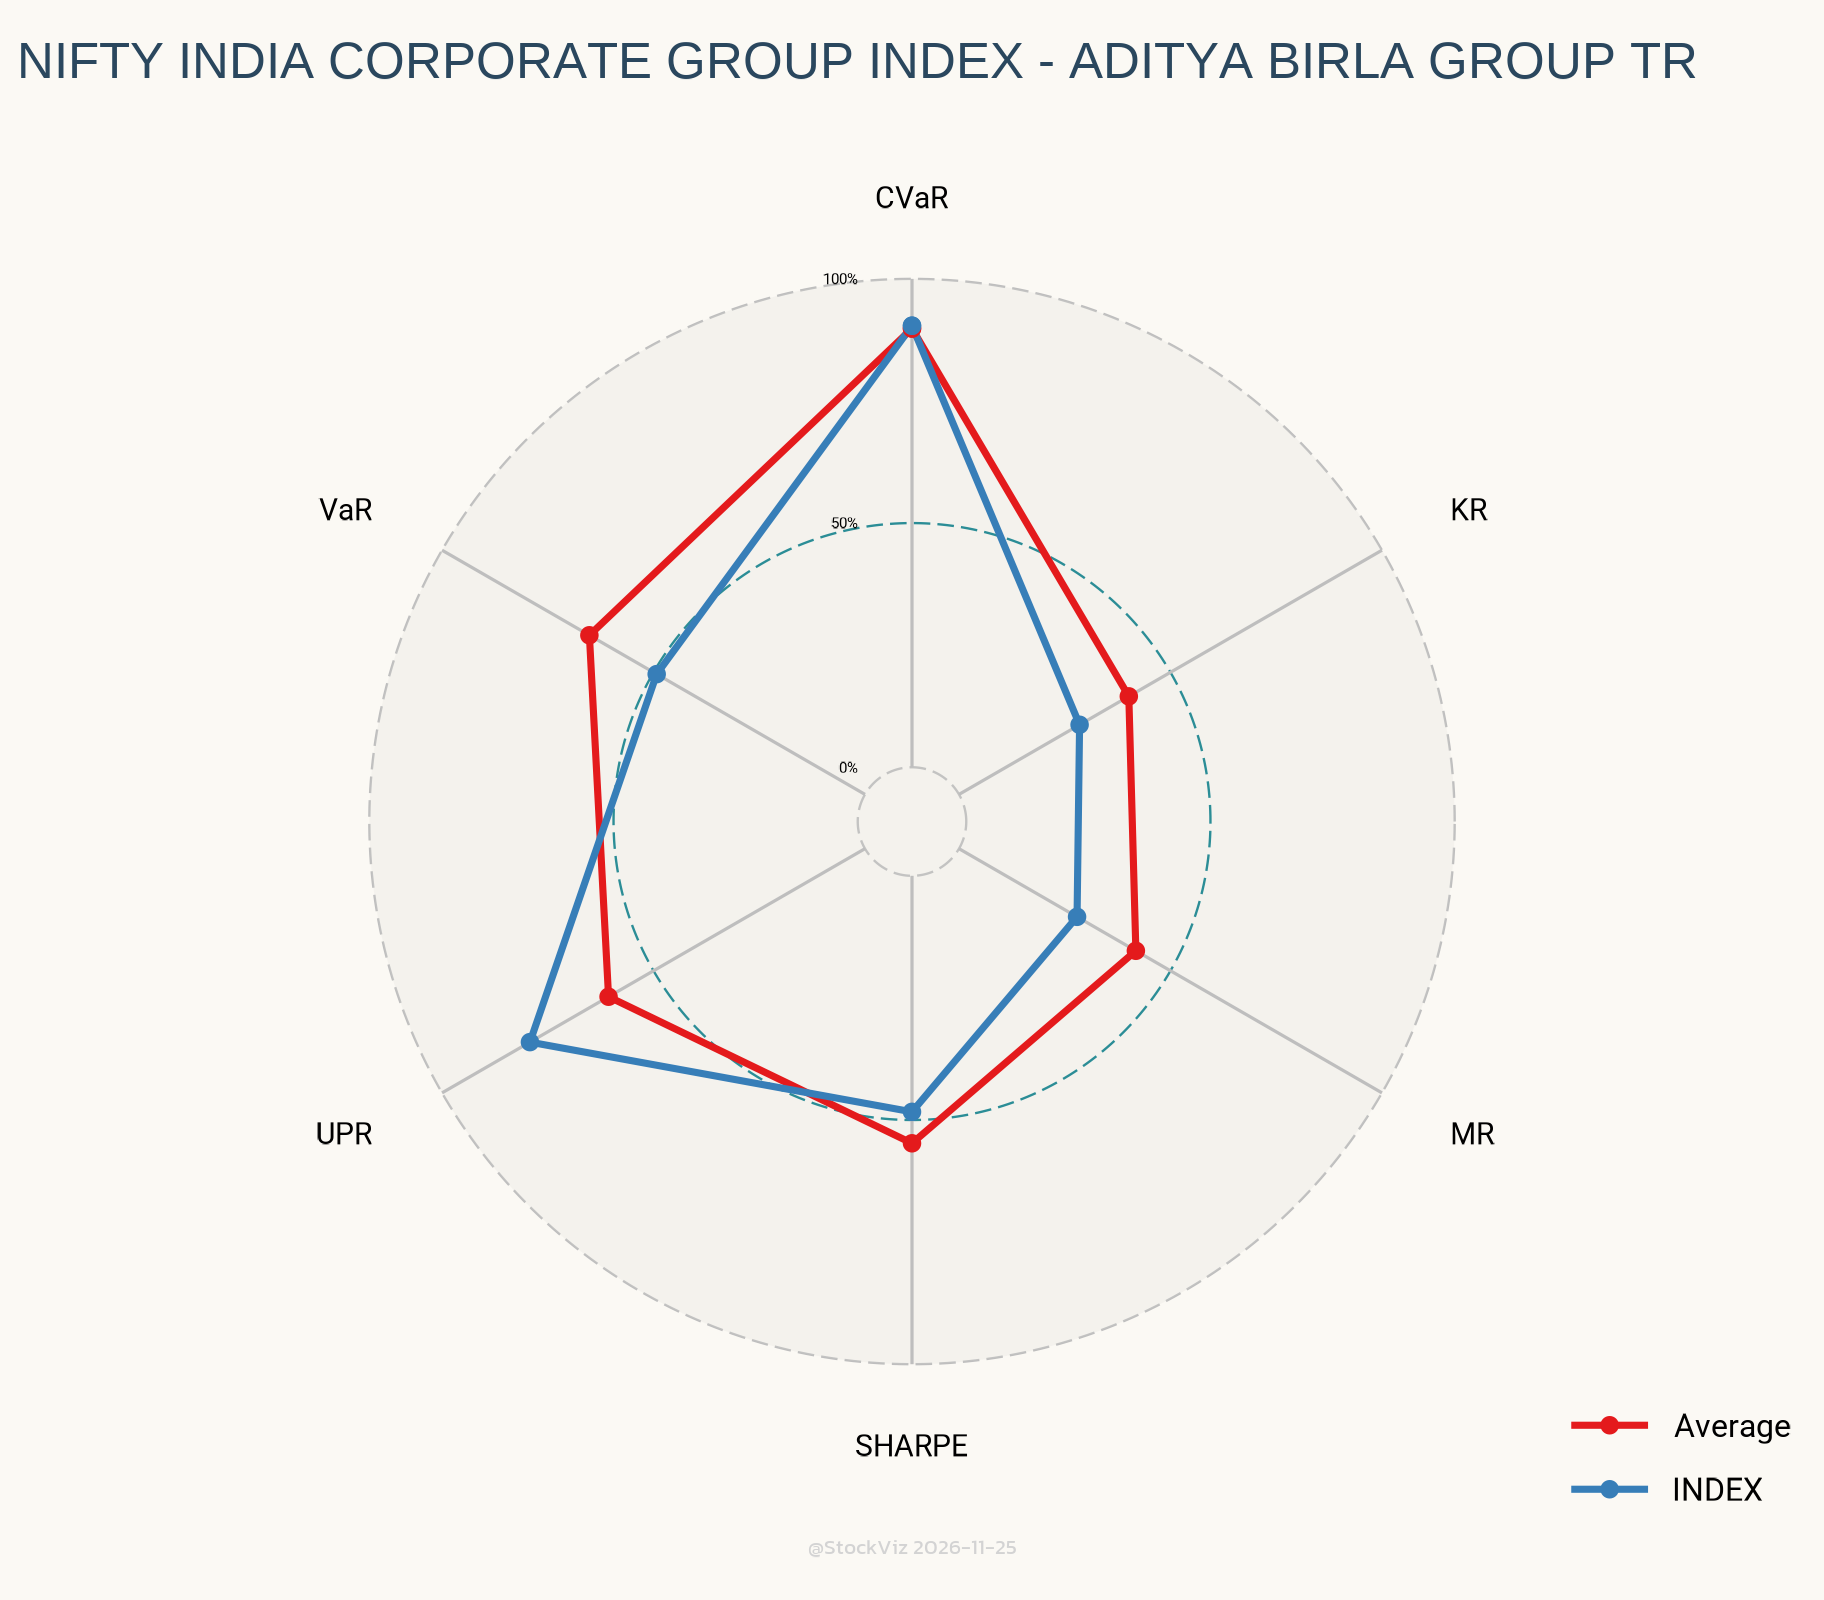 NIFTY INDIA CORPORATE GROUP INDEX - ADITYA BIRLA GROUP TR
CVaR
100%
VaR
KR
50%
0%
UPR
MR
SHARPE
Average
INDEX
@StockViz 2026-11-25